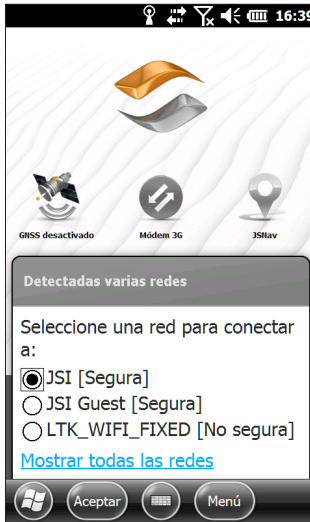 16:39
GNSS desactivado
Módem 3G
JSNav
Detectadas varias redes
Seleccione una red para conectar
a:
JSI [Segura]
JSI Guest [Segura]
LTK_WIFI_FIXED [No segura]
Mostrar todas las redes
Aceptar
Menú